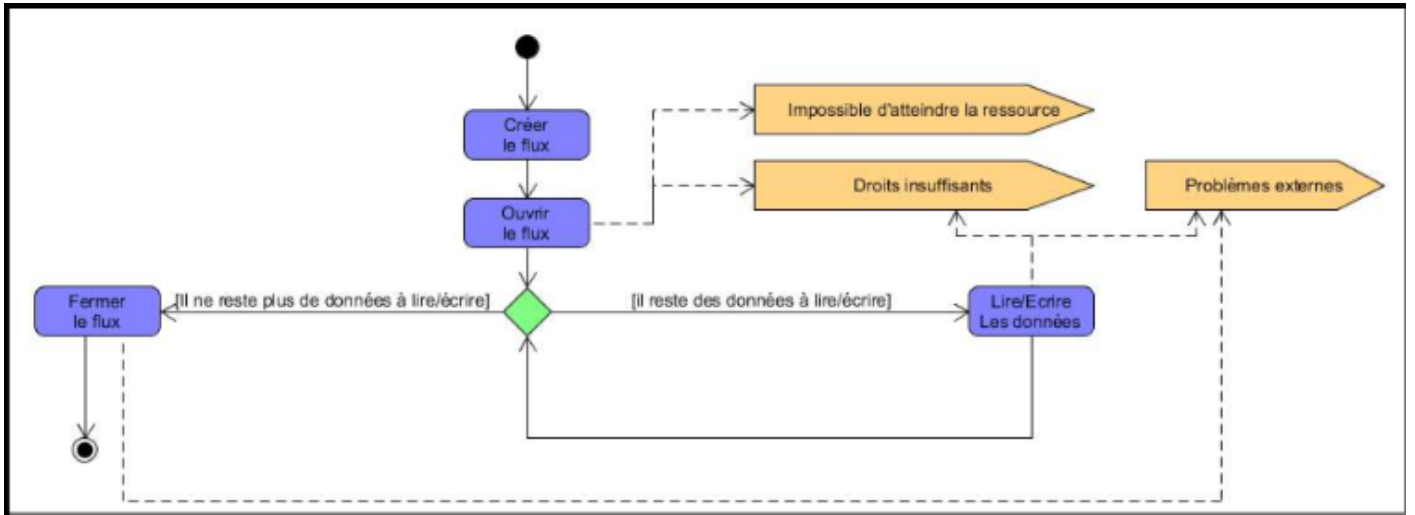 Créer
le flux
Impossible d'atteindre la ressource
Ouvrir
le flux
Droits insuffisants
Problèmes externes
Fermer
le flux
[Il ne reste plus de données à lire/écrire]
[il reste des données à lire/écrire]
Lire/Ecrire
Les données